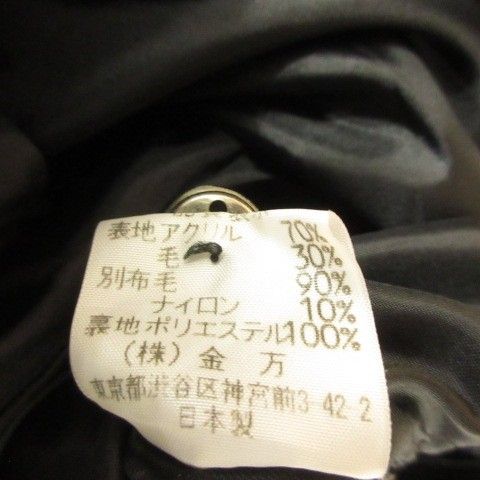 表地アクリル 70%
毛 30%
別布毛 90%
ナイロン 10%
裏地ポリエステル100%
(株) 金万
東京都渋谷区神宮前3-42-2
日本製